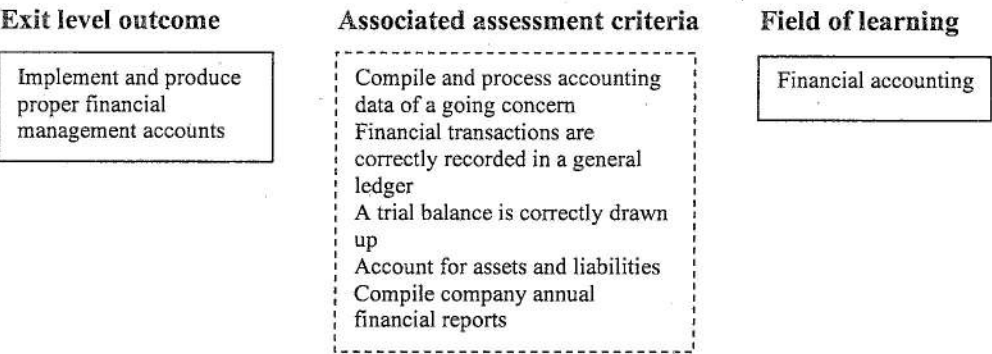 Exit level outcome
Implement and produce
proper financial
management accounts
Associated assessment criteria
Compile and process accounting
data of a going concern
Financial transactions are
correctly recorded in a general
ledger
A trial balance is correctly drawn
up
Account for assets and liabilities
Compile company annual
financial reports
Field of learning
Financial accounting